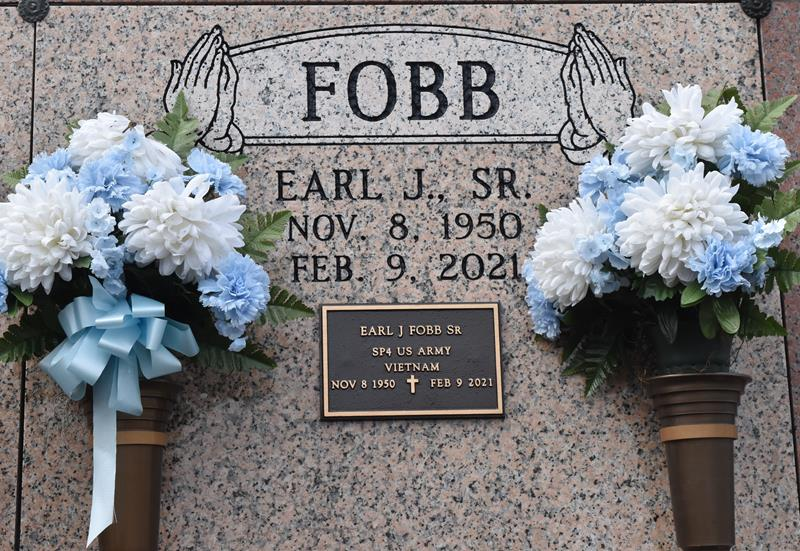 FOBB
EARL J., SR.
NOV. 8, 1950
FEB. 9, 2021
EARL J FOBB SR
SP4 US ARMY
VIETNAM
NOV 8 1950 FEB 9 2021